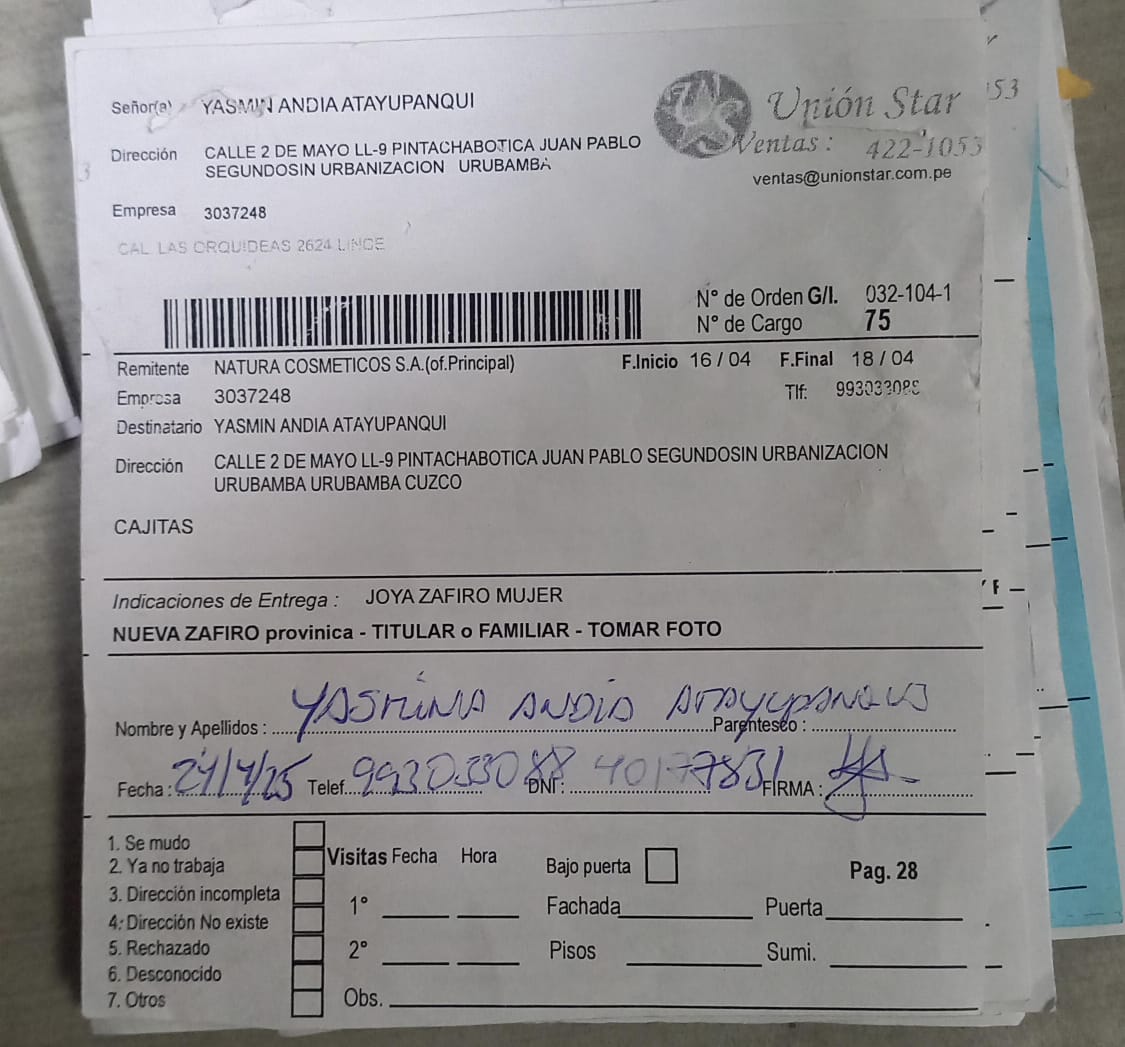 Señor(a) YASMIN ANDIA ATAYUPANQUI
Unión Star
Ventas : 422-1053
ventas@unionstar.com.pe
Dirección CALLE 2 DE MAYO LL-9 PINTACHABOTICA JUAN PABLO
SEGUNDOSIN URBANIZACION URUBAMBA
Empresa 3037248
CAL LAS ORQUIDEAS 2624 LINCE
N° de Orden G/I. 032-104-1
N° de Cargo 75
Remitente NATURA COSMETICOS S.A.(of.Principal) F.Inicio 16 / 04 F.Final 18 / 04
Empresa 3037248 Tlf: 993033088
Destinatario YASMIN ANDIA ATAYUPANQUI
Dirección CALLE 2 DE MAYO LL-9 PINTACHABOTICA JUAN PABLO SEGUNDOSIN URBANIZACION
URUBAMBA URUBAMBA CUZCO
CAJITAS
Indicaciones de Entrega : JOYA ZAFIRO MUJER
NUEVA ZAFIRO provinica - TITULAR o FAMILIAR - TOMAR FOTO
Nombre y Apellidos : YASMINA ANDIA ATAYUPANQUI Parentesco :
Fecha : 24/4/25 Telef. 993033088 DNI : 40177831 FIRMA :
1. Se mudo
2. Ya no trabaja
3. Dirección incompleta
4. Dirección No existe
5. Rechazado
6. Desconocido
7. Otros
Visitas Fecha Hora Bajo puerta Pag. 28
1° Fachada Puerta
2° Pisos Sumi.
Obs.
53